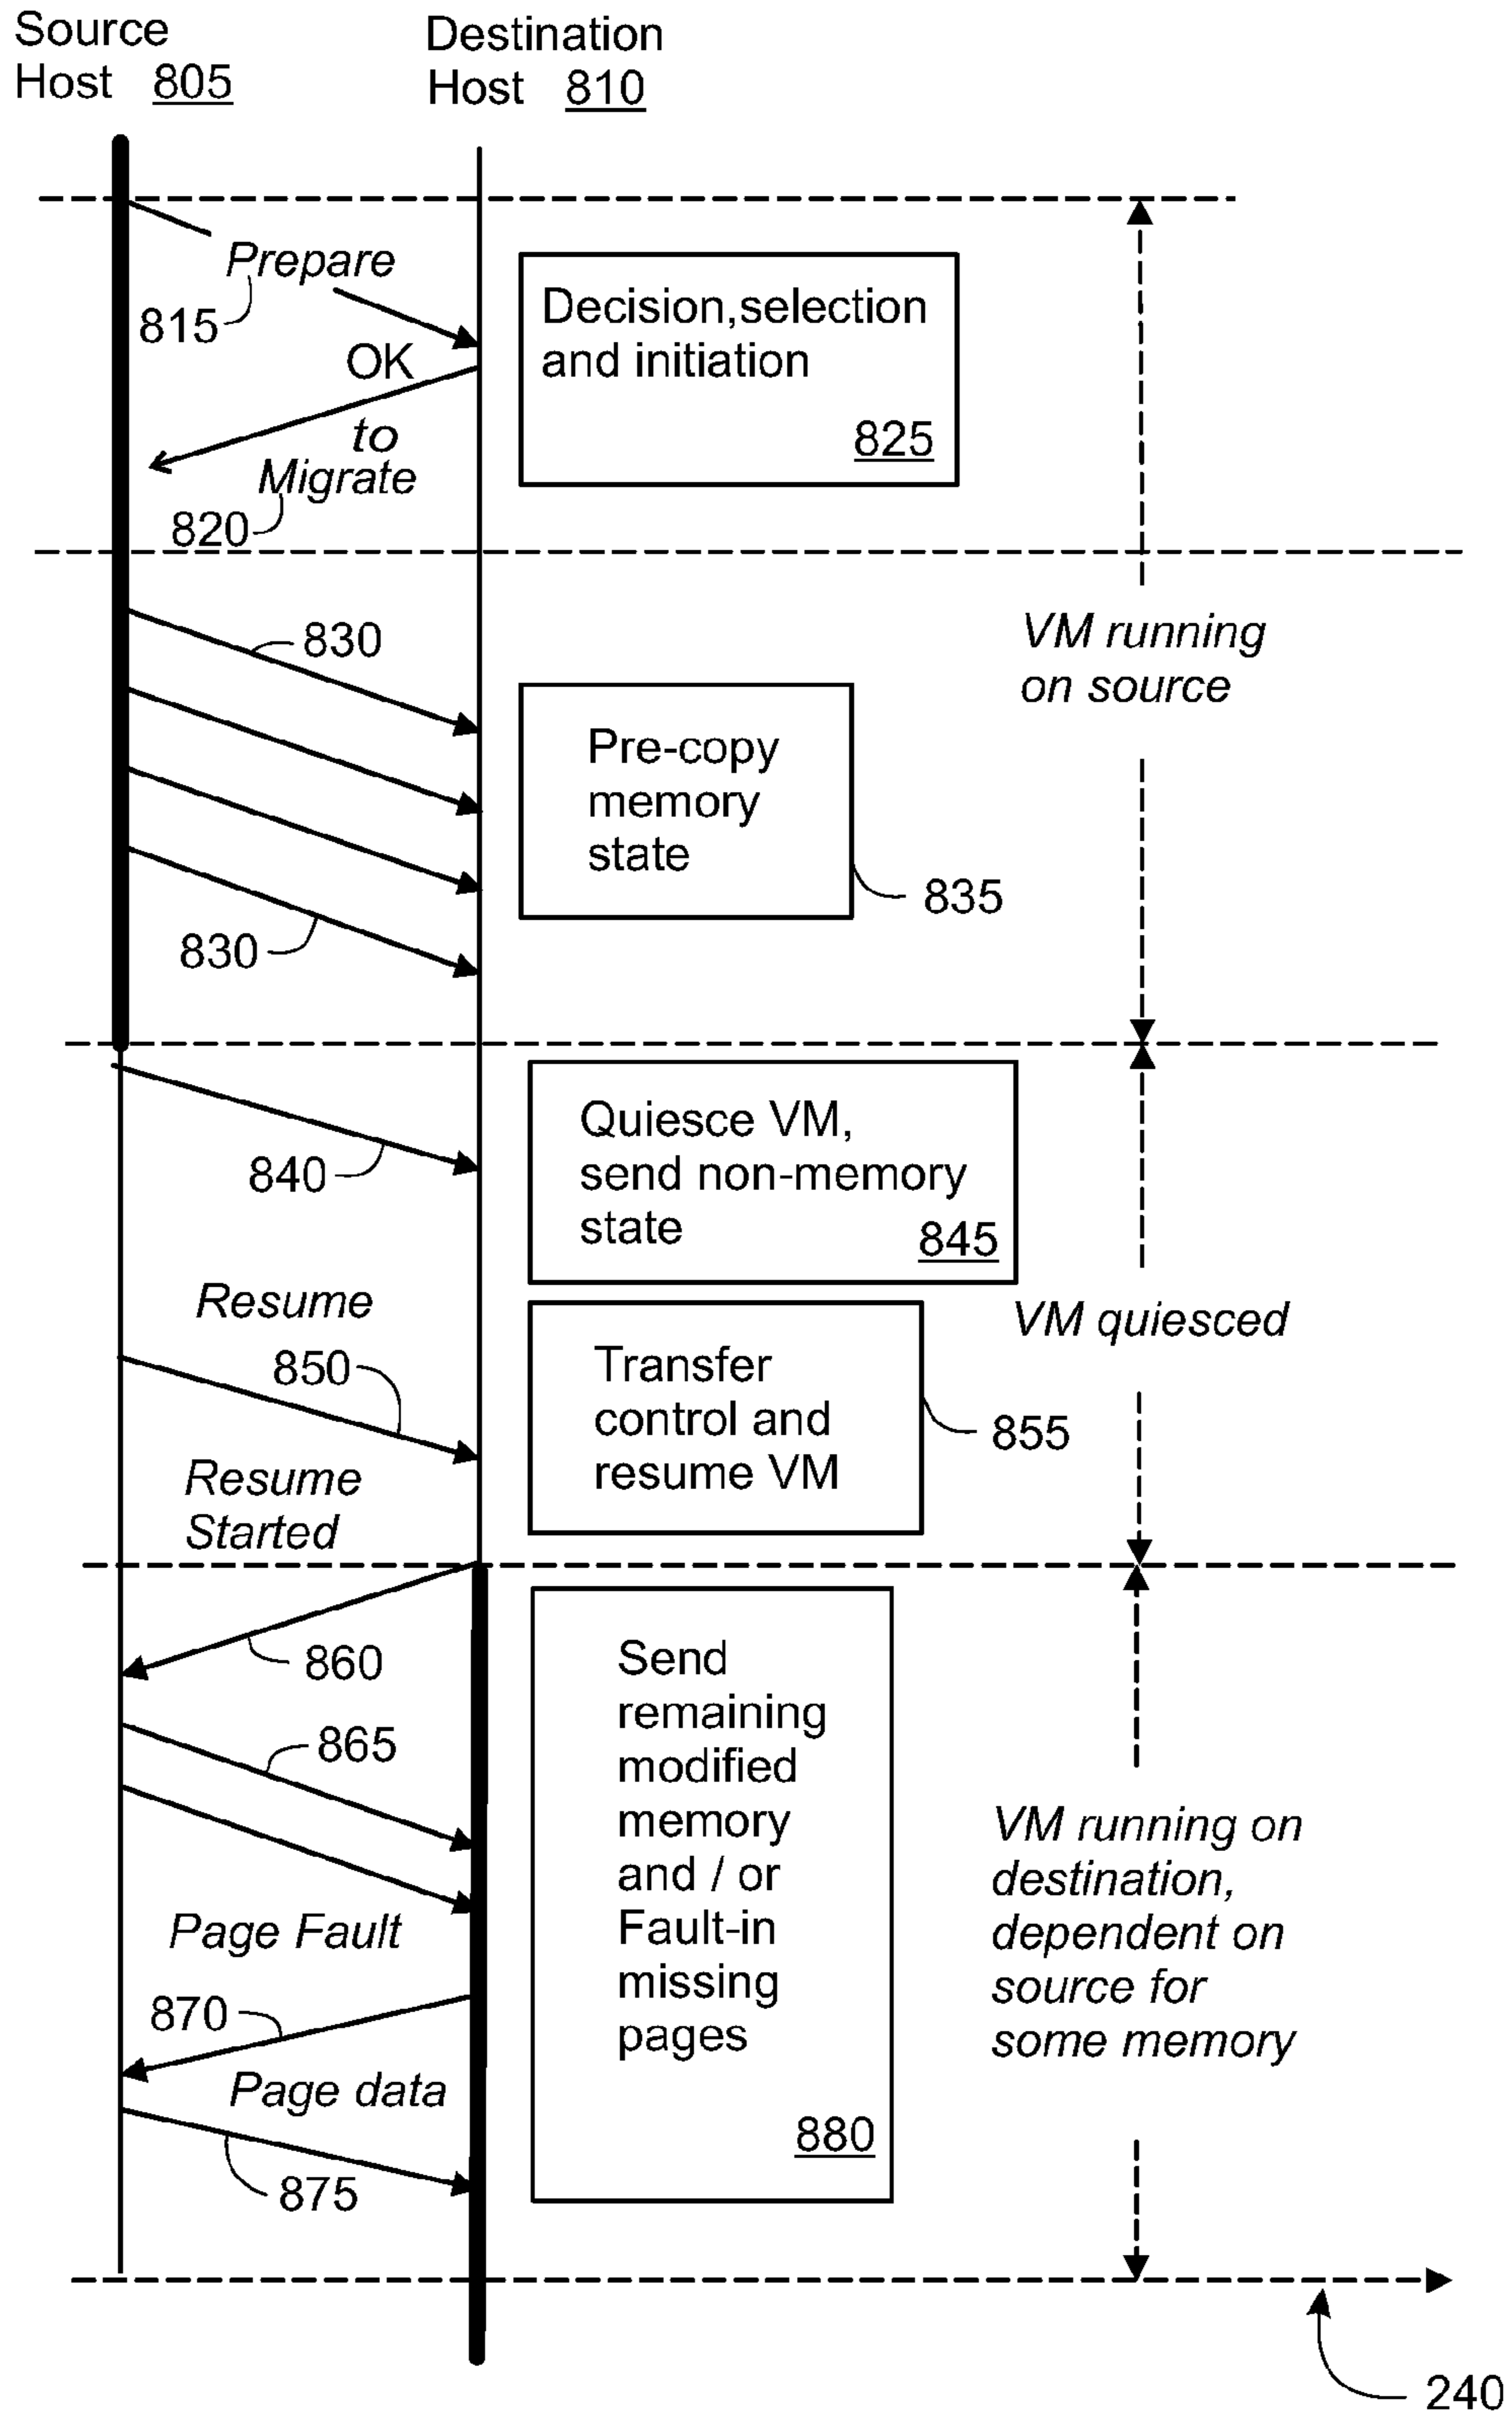 Source
Host 805
Destination
Host 810
Prepare
815
OK
to
Migrate
820
Decision,selection
and initiation
825
830
830
Pre-copy
memory
state
835
VM running
on source
840
Quiesce VM,
send non-memory
state
845
Resume
850
Transfer
control and
resume VM
855
VM quiesced
Resume
Started
860
865
Page Fault
870
Page data
875
Send
remaining
modified
memory
and / or
Fault-in
missing
pages
880
VM running on
destination,
dependent on
source for
some memory
240